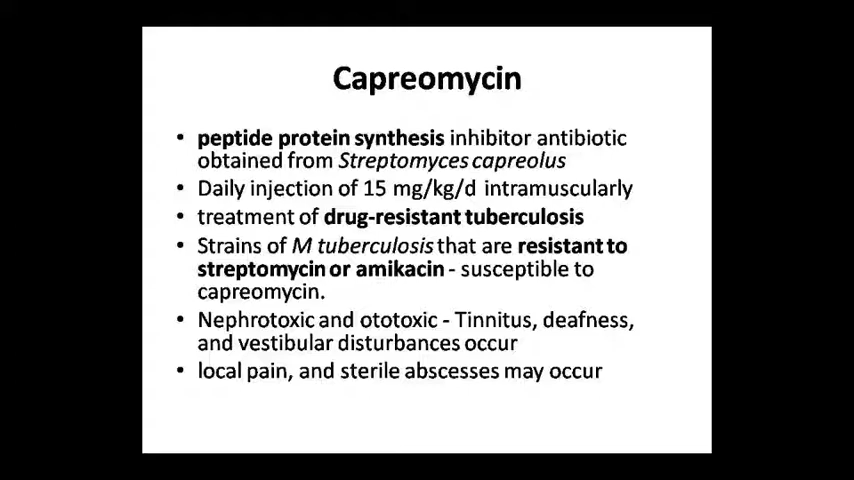 Capreomycin
• peptide protein synthesis inhibitor antibiotic
obtained from Streptomyces capreolus
• Daily injection of 15 mg/kg/d intramuscularly
• treatment of drug-resistant tuberculosis
• Strains of M tuberculosis that are resistant to
streptomycin or amikacin - susceptible to
capreomycin.
• Nephrotoxic and ototoxic - Tinnitus, deafness,
and vestibular disturbances occur
• local pain, and sterile abscesses may occur